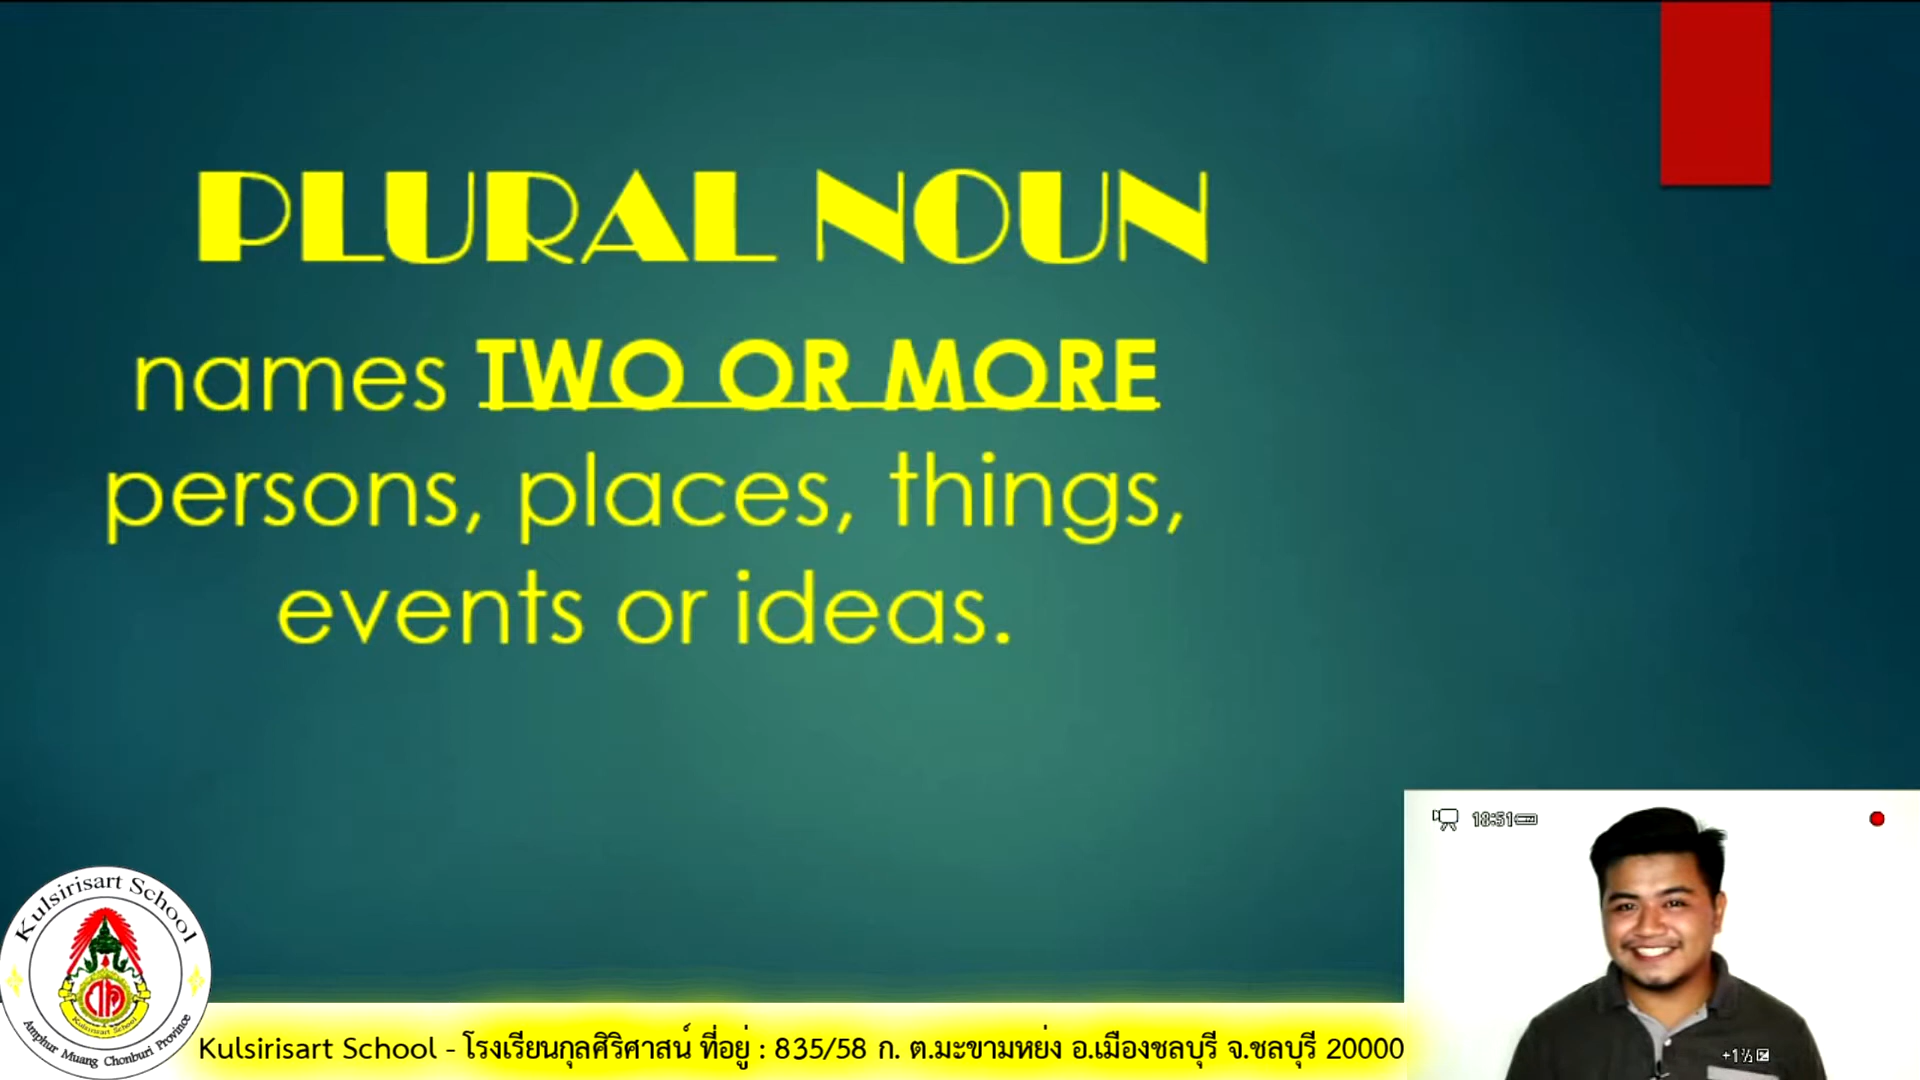 PLURAL NOUN
names TWO OR MORE
persons, places, things,
events or ideas.
18:51
Kulsirisart School
Kulsirisart School
Amphur Muang Chonburi Province
Kulsirisart School - โรงเรียนกุลศิริศาสน์ ที่อยู่ : 835/58 ก. ต.มะขามหย่ง อ.เมืองชลบุรี จ.ชลบุรี 20000